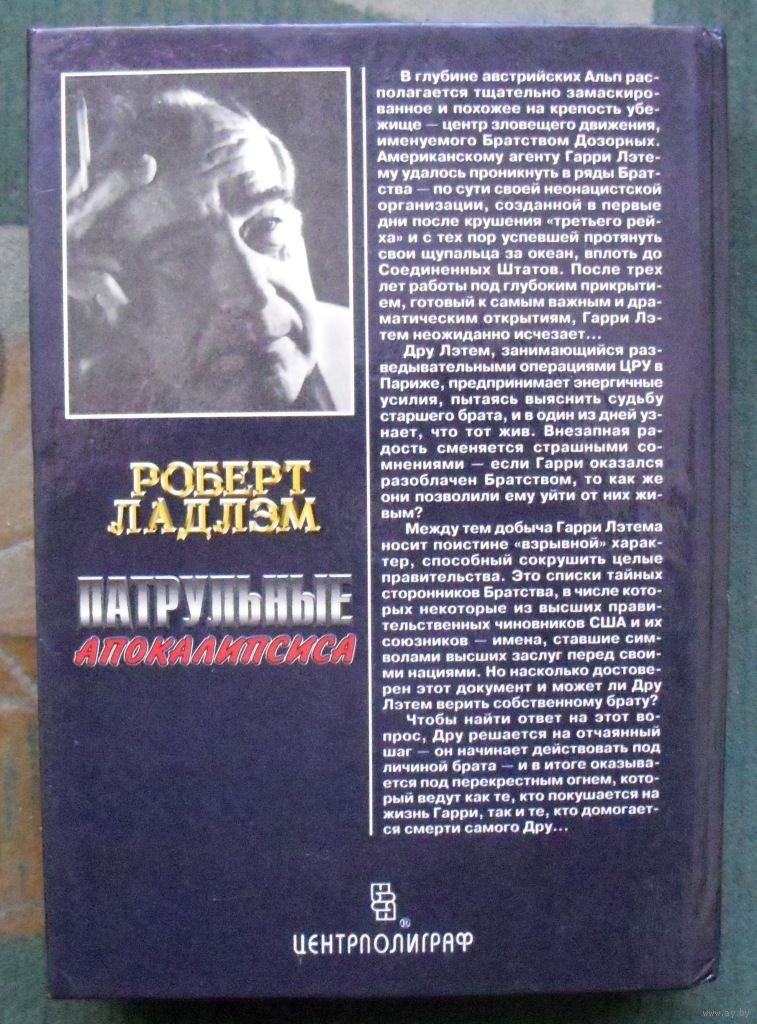 В глубине австрийских Альп рас-
полагается тщательно замаскиро-
ванное и похожее на крепость убе-
жище — центр зловещего движения,
именуемого Братством Дозорных.
Американскому агенту Гарри Лэте-
му удалось проникнуть в ряды Брат-
ства — по сути своей неонацистской
организации, созданной в первые
дни после крушения «третьего рей-
ха» и с тех пор успевшей протянуть
свои щупальца за океан, вплоть до
Соединенных Штатов. После трех
лет работы под глубоким прикрыти-
ем, готовый к самым важным и дра-
матическим открытиям, Гарри Лэ-
тем неожиданно исчезает...
Дру Лэтем, занимающийся раз-
ведывательными операциями ЦРУ в
Париже, предпринимает энергичные
усилия, пытаясь выяснить судьбу
старшего брата, и в один из дней уз-
нает, что тот жив. Внезапная ра-
дость сменяется страшными со-
мнениями — если Гарри оказался
разоблачен Братством, то как же
они позволили ему уйти от них жи-
вым?
Между тем добыча Гарри Лэтема
носит поистине «взрывной» харак-
тер, способный сокрушить целые
правительства. Это списки тайных
сторонников Братства, в числе кото-
рых некоторые из высших прави-
тельственных чиновников США и их
союзников — имена, ставшие сим-
волами высших заслуг перед свои-
ми нациями. Но насколько достове-
рен этот документ и может ли Дру
Лэтем верить собственному брату?
Чтобы найти ответ на этот во-
прос, Дру решается на отчаянный
шаг — он начинает действовать под
личиной брата — и в итоге оказыва-
ется под перекрестным огнем, кото-
рый ведут как те, кто покушается на
жизнь Гарри, так и те, кто домогает-
ся смерти самого Дру...
РОБЕРТ
ЛАДЛЭМ
ПАТРУЛЬНЫЕ
АПОКАЛИПСИСА
®
ЦЕНТРПОЛИГРАФ
www.ay.by